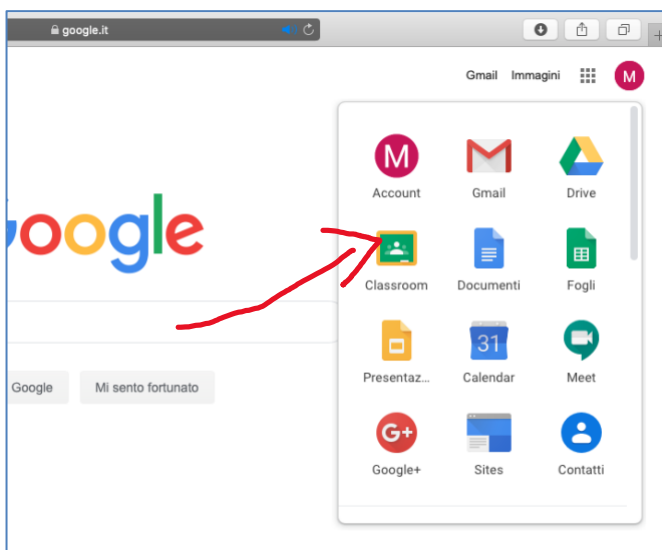 google.it
Gmail Immagini M
M
Account Gmail Drive
Google
Classroom Documenti Fogli
31
Presentaz... Calendar Meet
Google Mi sento fortunato
G+
Google+ Sites Contatti